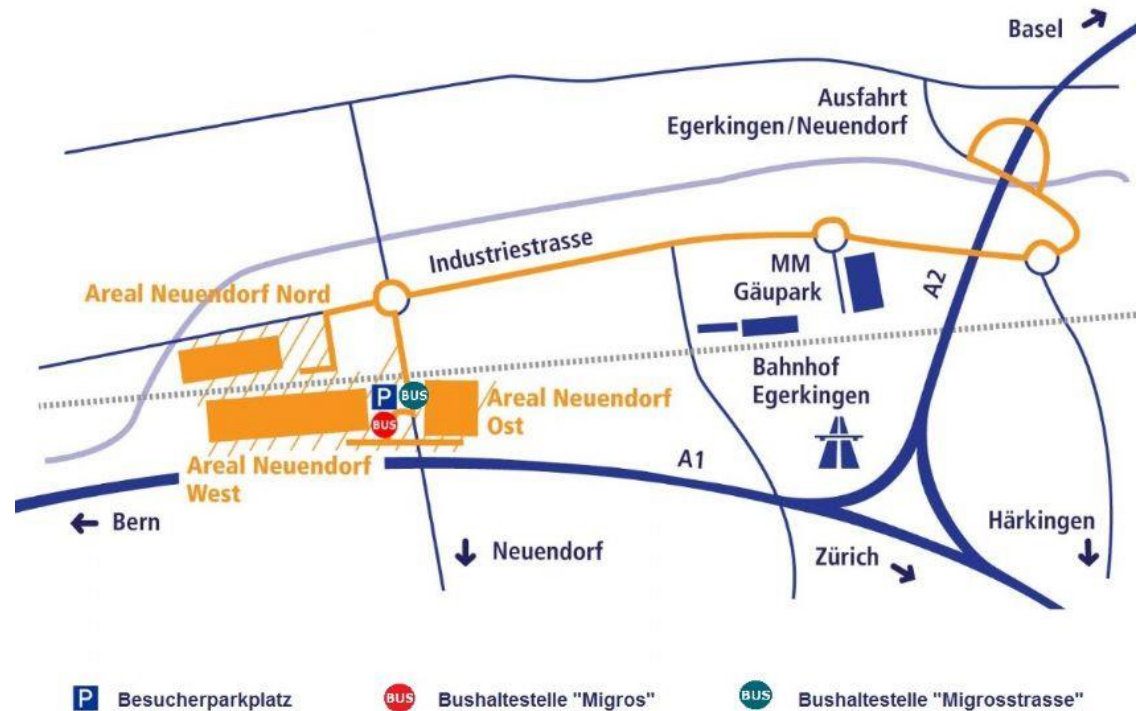 Basel
Ausfahrt
Egerkingen/Neuendorf
Industriestrasse
MM
Gäupark
A2
Areal Neuendorf Nord
Bahnhof
Egerkingen
P
BUS
BUS
Areal Neuendorf
Ost
Areal Neuendorf
West
A1
Bern
Neuendorf
Zürich
Härkingen
P Besucherparkplatz
BUS Bushaltestelle "Migros"
BUS Bushaltestelle "Migrosstrasse"